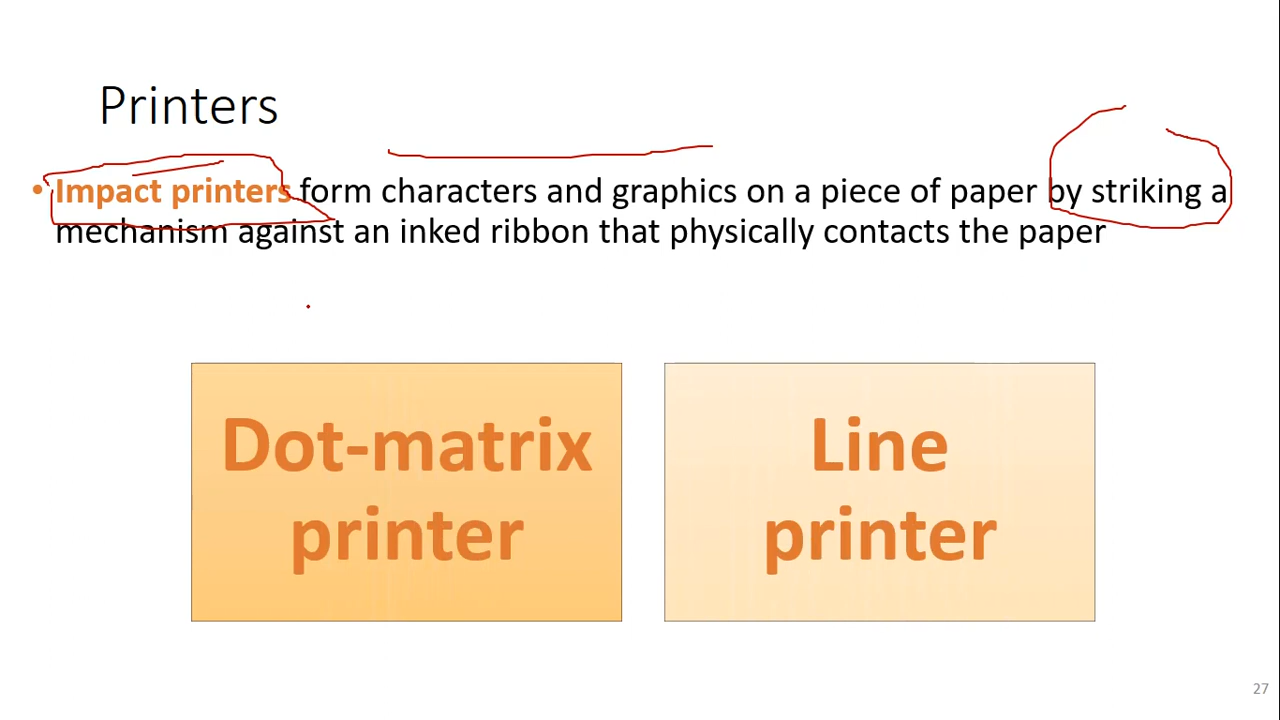 Printers
• Impact printers form characters and graphics on a piece of paper by striking a
mechanism against an inked ribbon that physically contacts the paper
Dot-matrix
printer
Line
printer
27